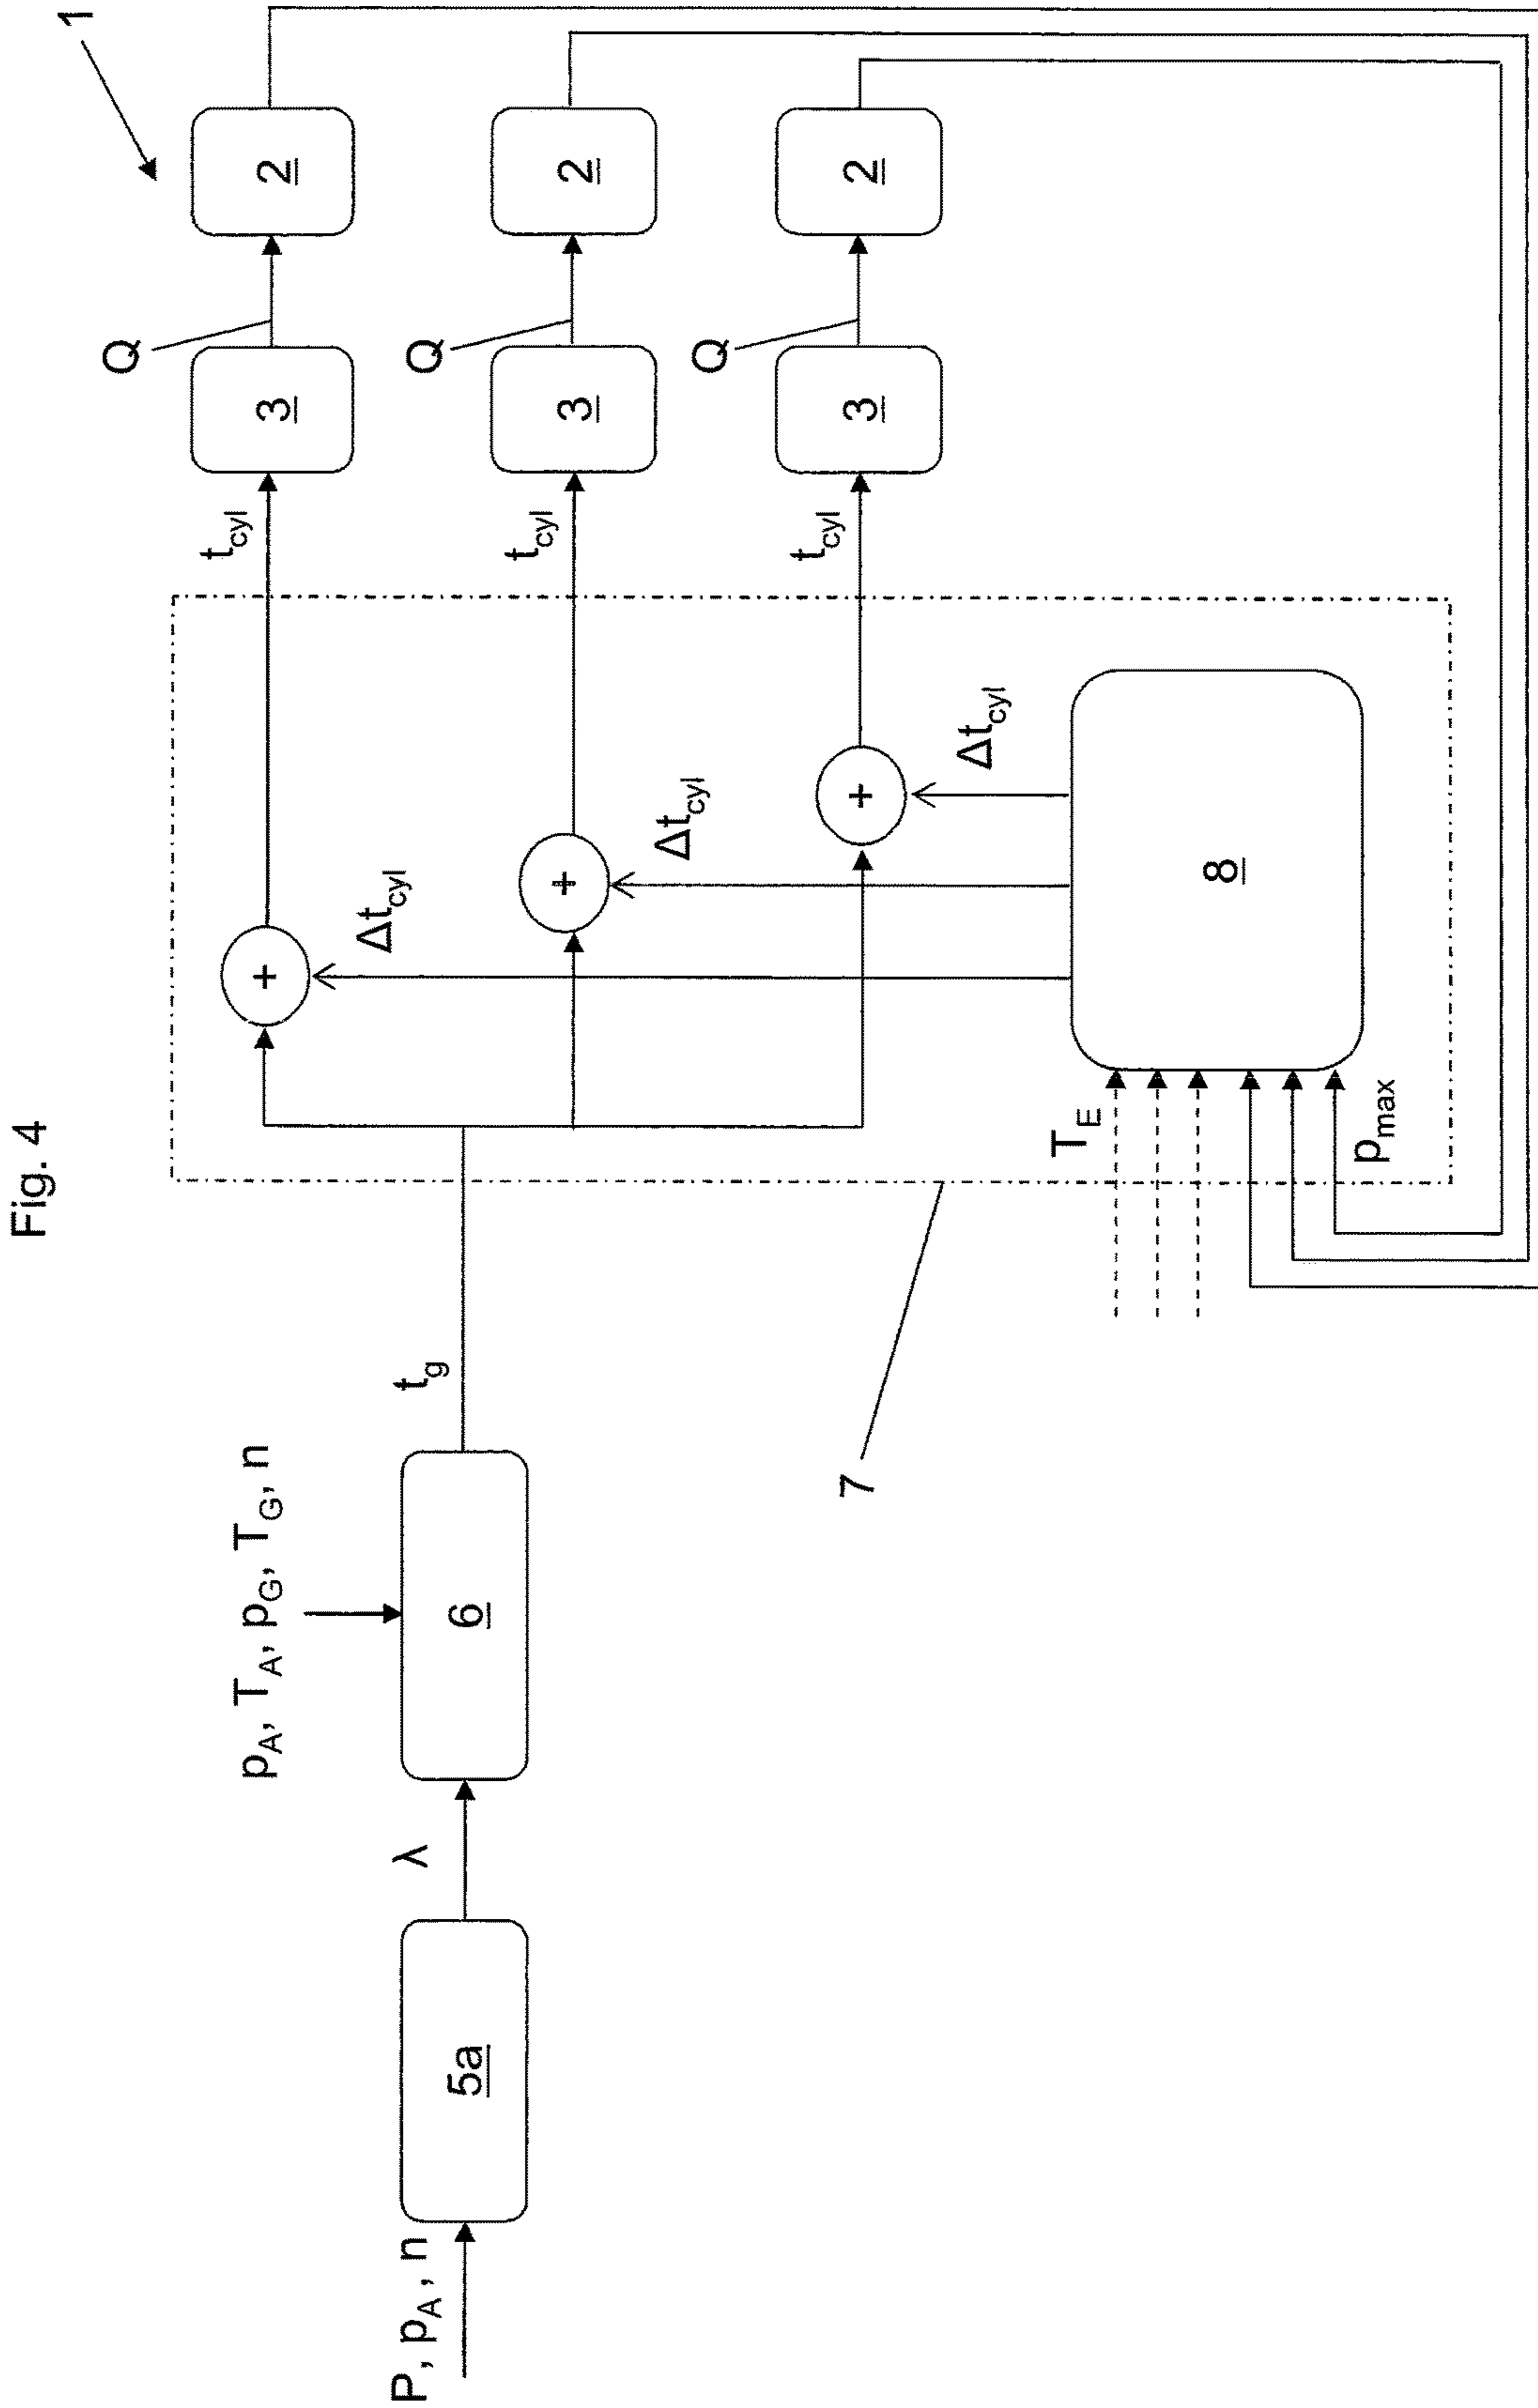 Fig. 4
1
2
2
2
Q
Q
Q
3
3
3
t_cyl
t_cyl
t_cyl
+
+
+
Δt_cyl
Δt_cyl
Δt_cyl
8
T_E
p_max
7
t_g
p_A, T_A, p_G, T_G, n
6
λ
5a
P, p_A, n